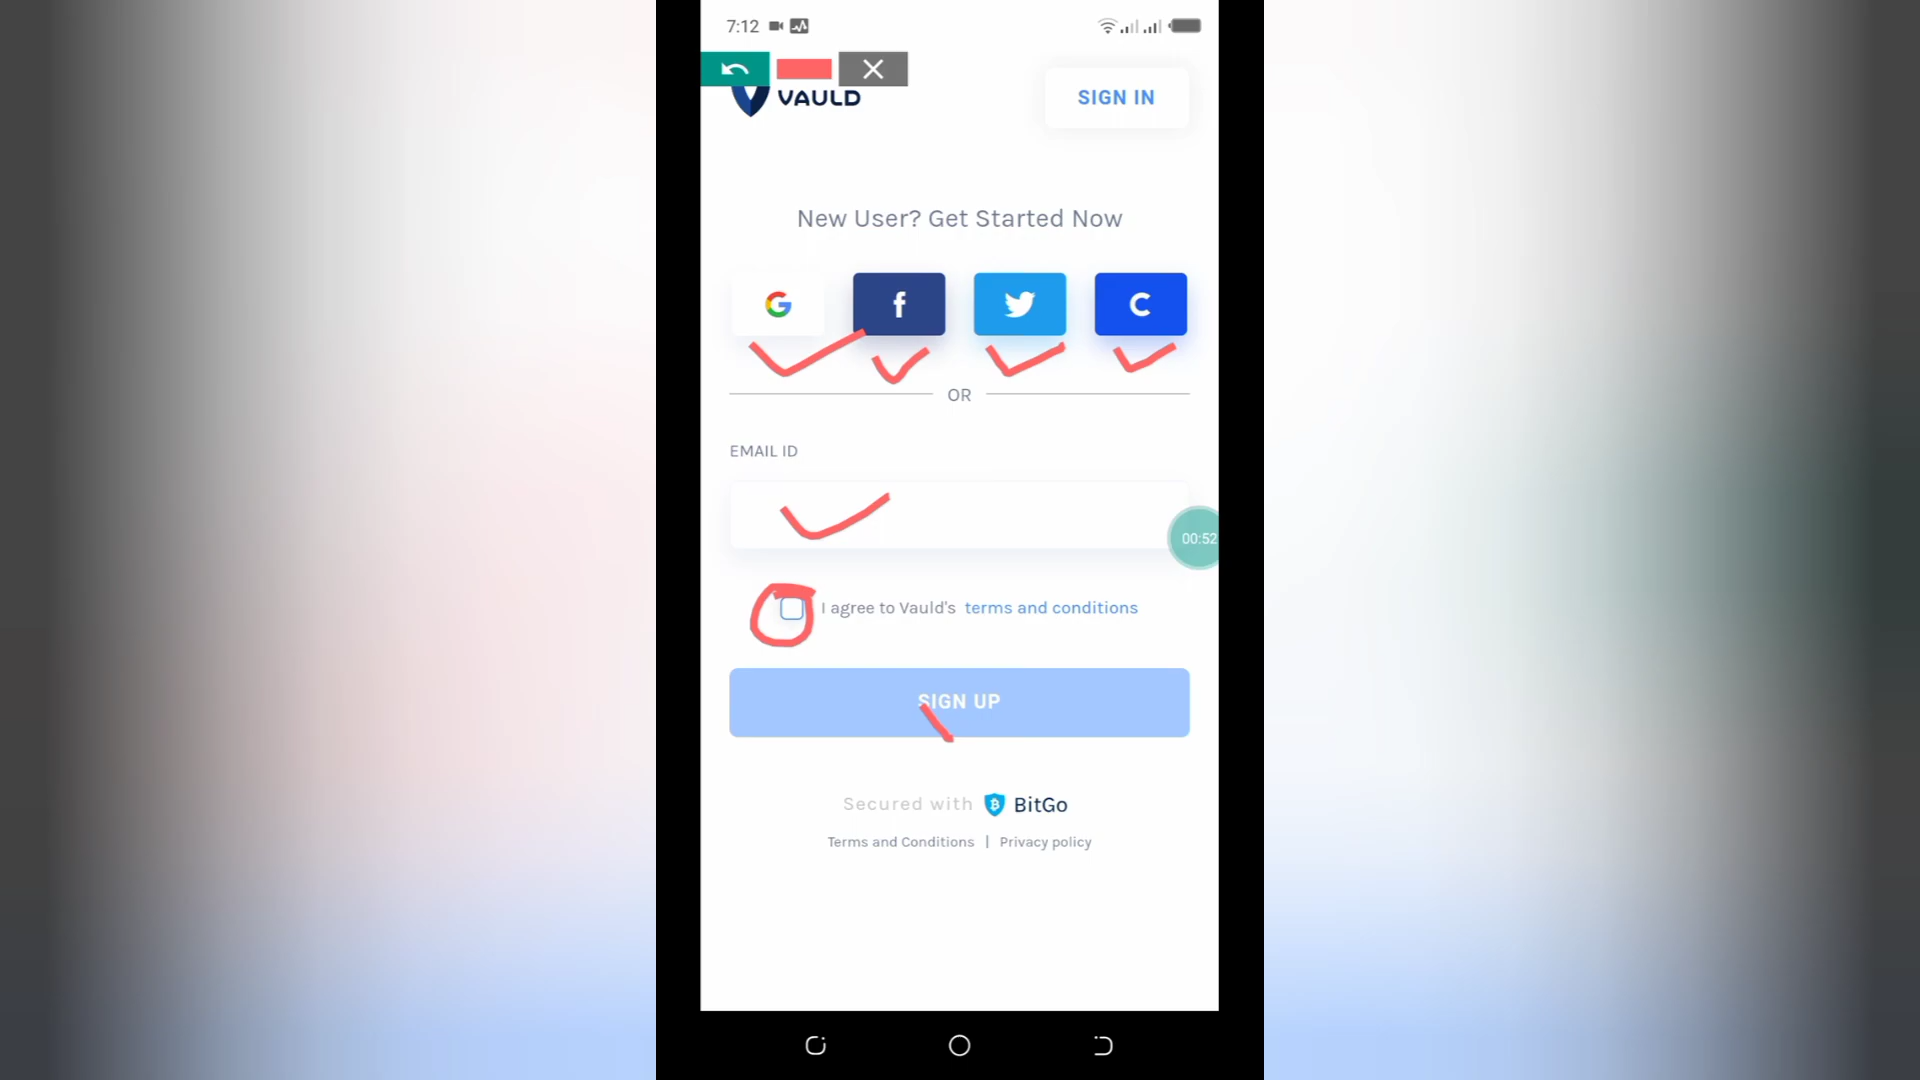 7:12
VAULD
SIGN IN
New User? Get Started Now
G f C
OR
EMAIL ID
00:52
I agree to Vauld's terms and conditions
SIGN UP
Secured with BitGo
Terms and Conditions | Privacy policy